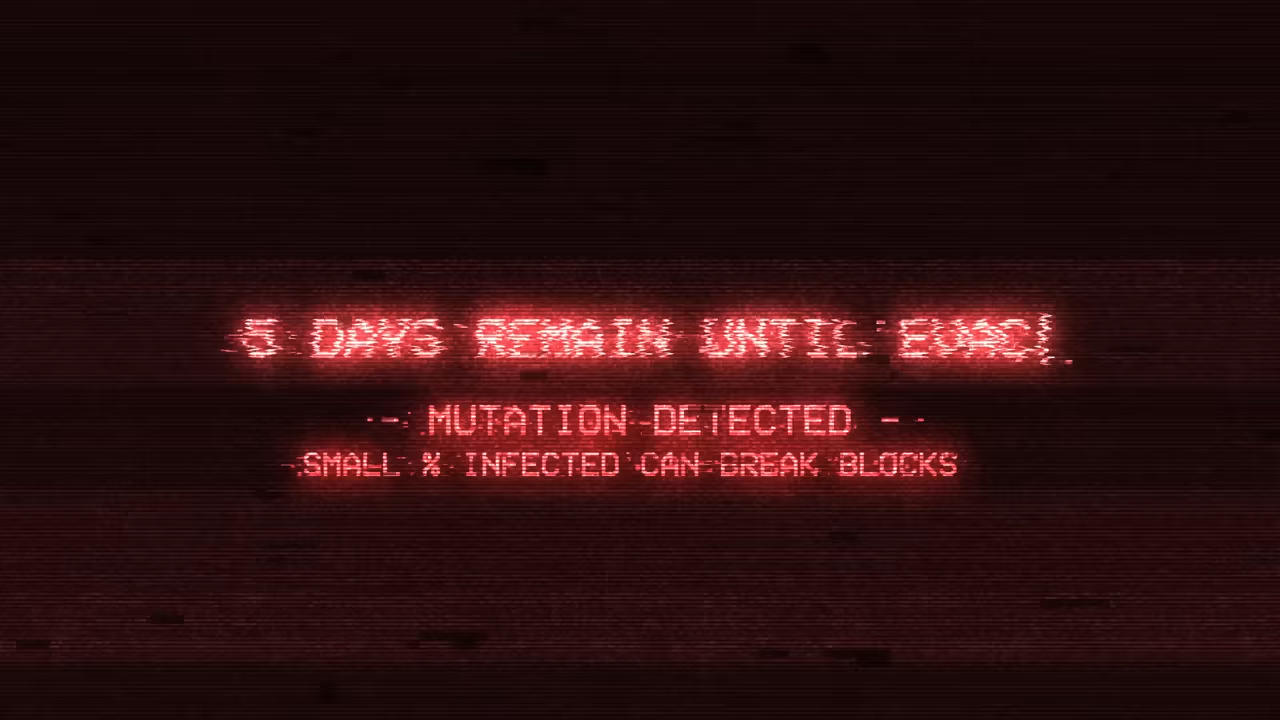 5 DAYS REMAIN UNTIL EVAC!
-- MUTATION DETECTED --
SMALL % INFECTED CAN BREAK BLOCKS